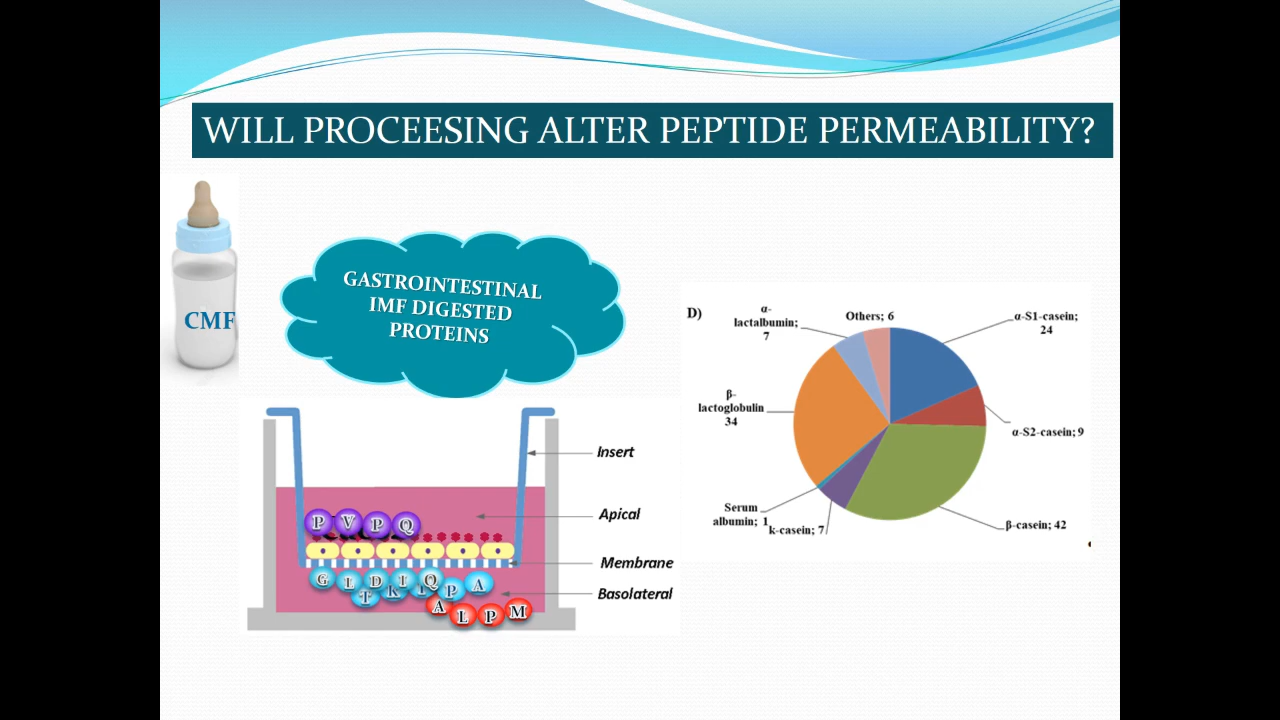 WILL PROCEESING ALTER PEPTIDE PERMEABILITY?
CMF
GASTROINTESTINAL
IMF DIGESTED
PROTEINS
Insert
Apical
Membrane
Basolateral
P V P Q
G L D I Q P A
T K
A L P M
D)
α-
lactalbumin;
7
Others; 6
α-S1-casein;
24
β-
lactoglobulin
34
α-S2-casein; 9
Serum
albumin; 1
k-casein; 7
β-casein; 42